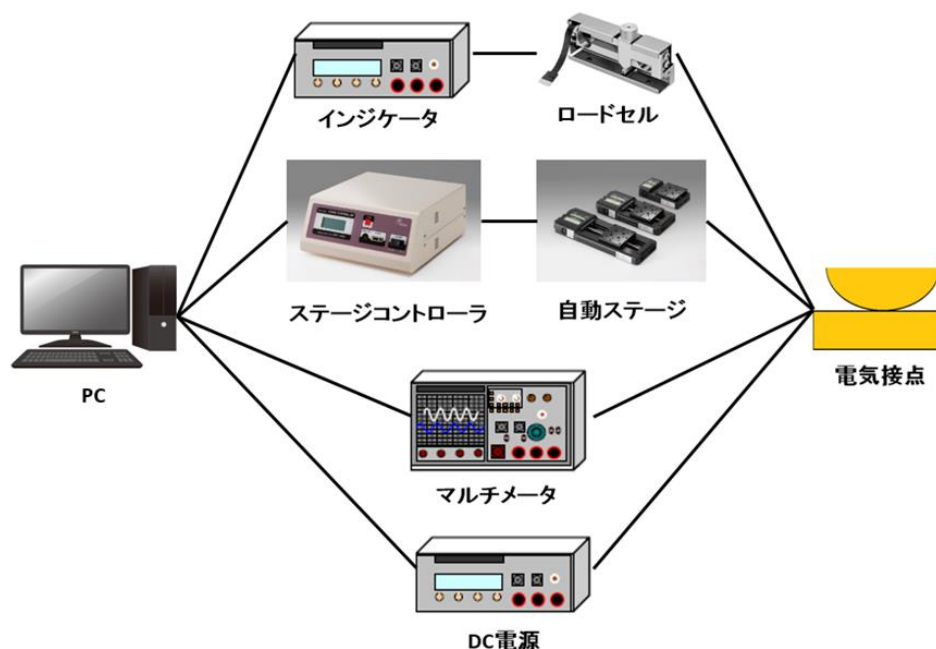 インジケータ
ロードセル
ステージコントローラ
自動ステージ
PC
電気接点
マルチメータ
DC電源